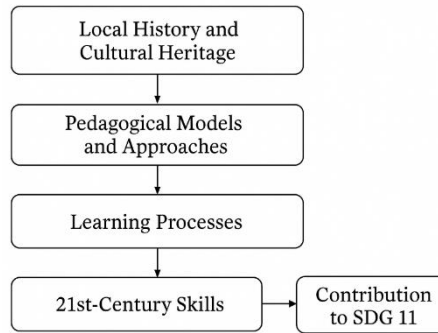 Local History and
Cultural Heritage
Pedagogical Models
and Approaches
Learning Processes
21st-Century Skills
Contribution
to SDG 11